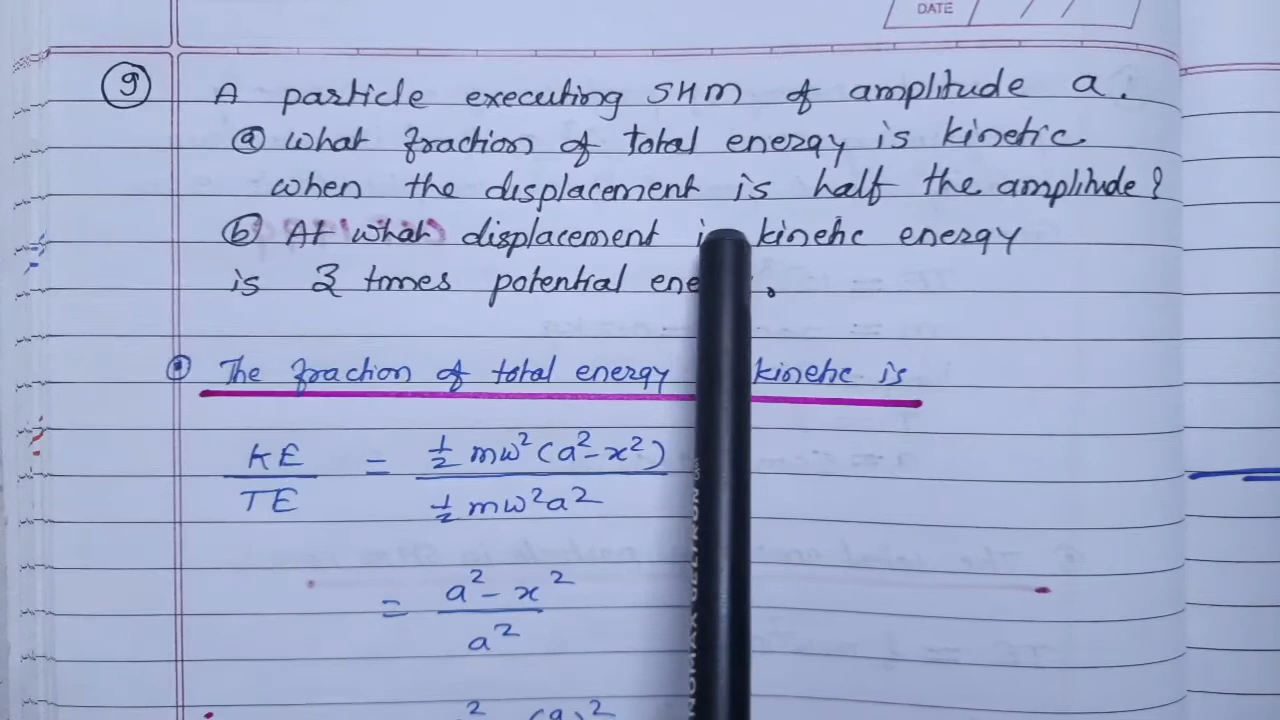 DATE
9 A particle executing SHM of amplitude a.
a What fraction of total energy is kinetic
when the displacement is half the amplitude?
b At what displacement is kinetic energy
is 3 times potential
a The fraction of total energy kinetic is
KE/TE = ½ mω²(a²-x²) / ½ mω²a²
= a²-x² / a²